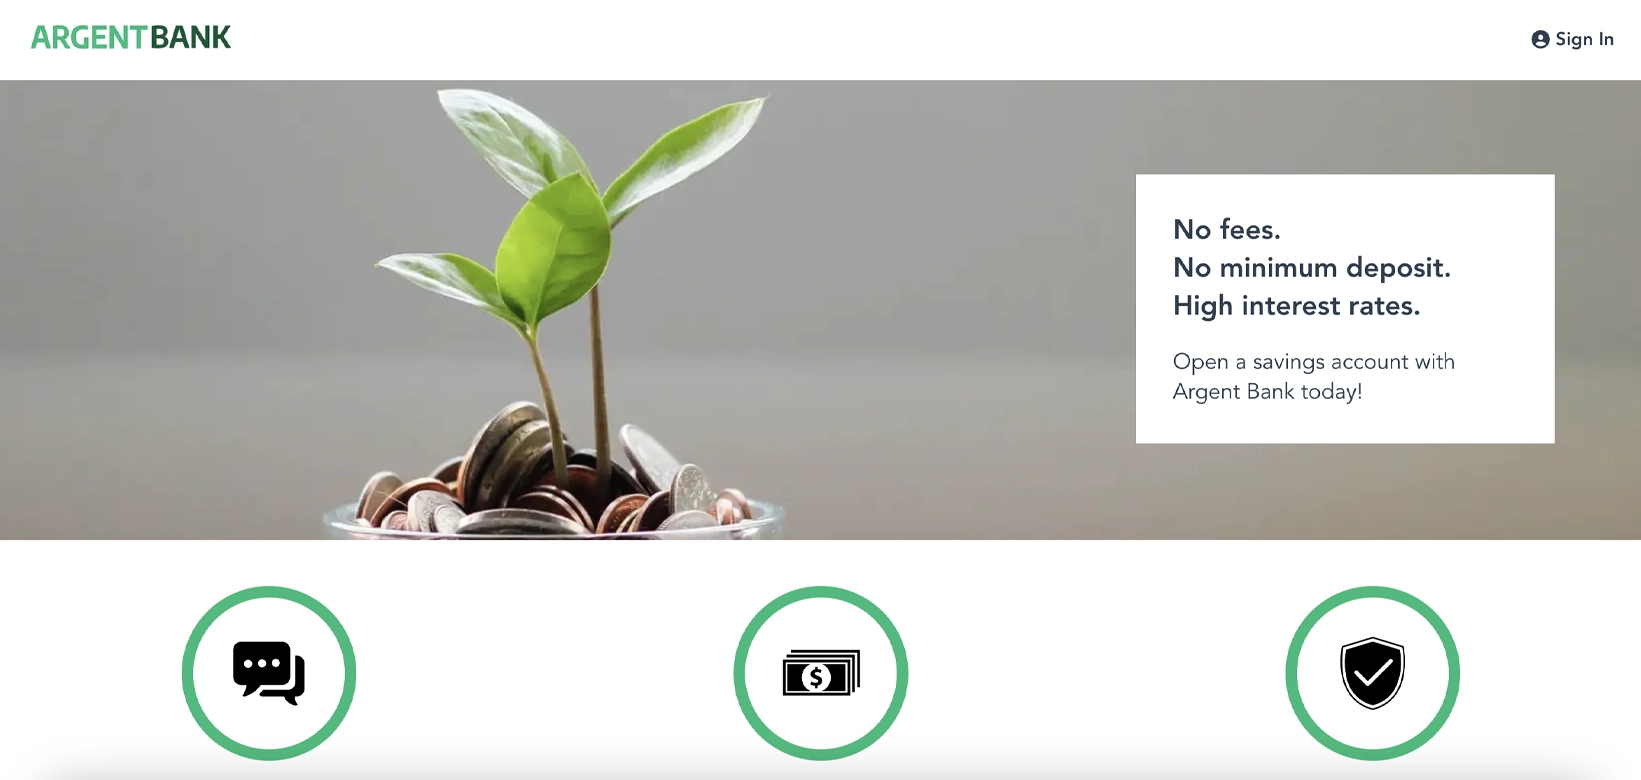 ARGENTBANK
Sign In
No fees.
No minimum deposit.
High interest rates.
Open a savings account with
Argent Bank today!
$